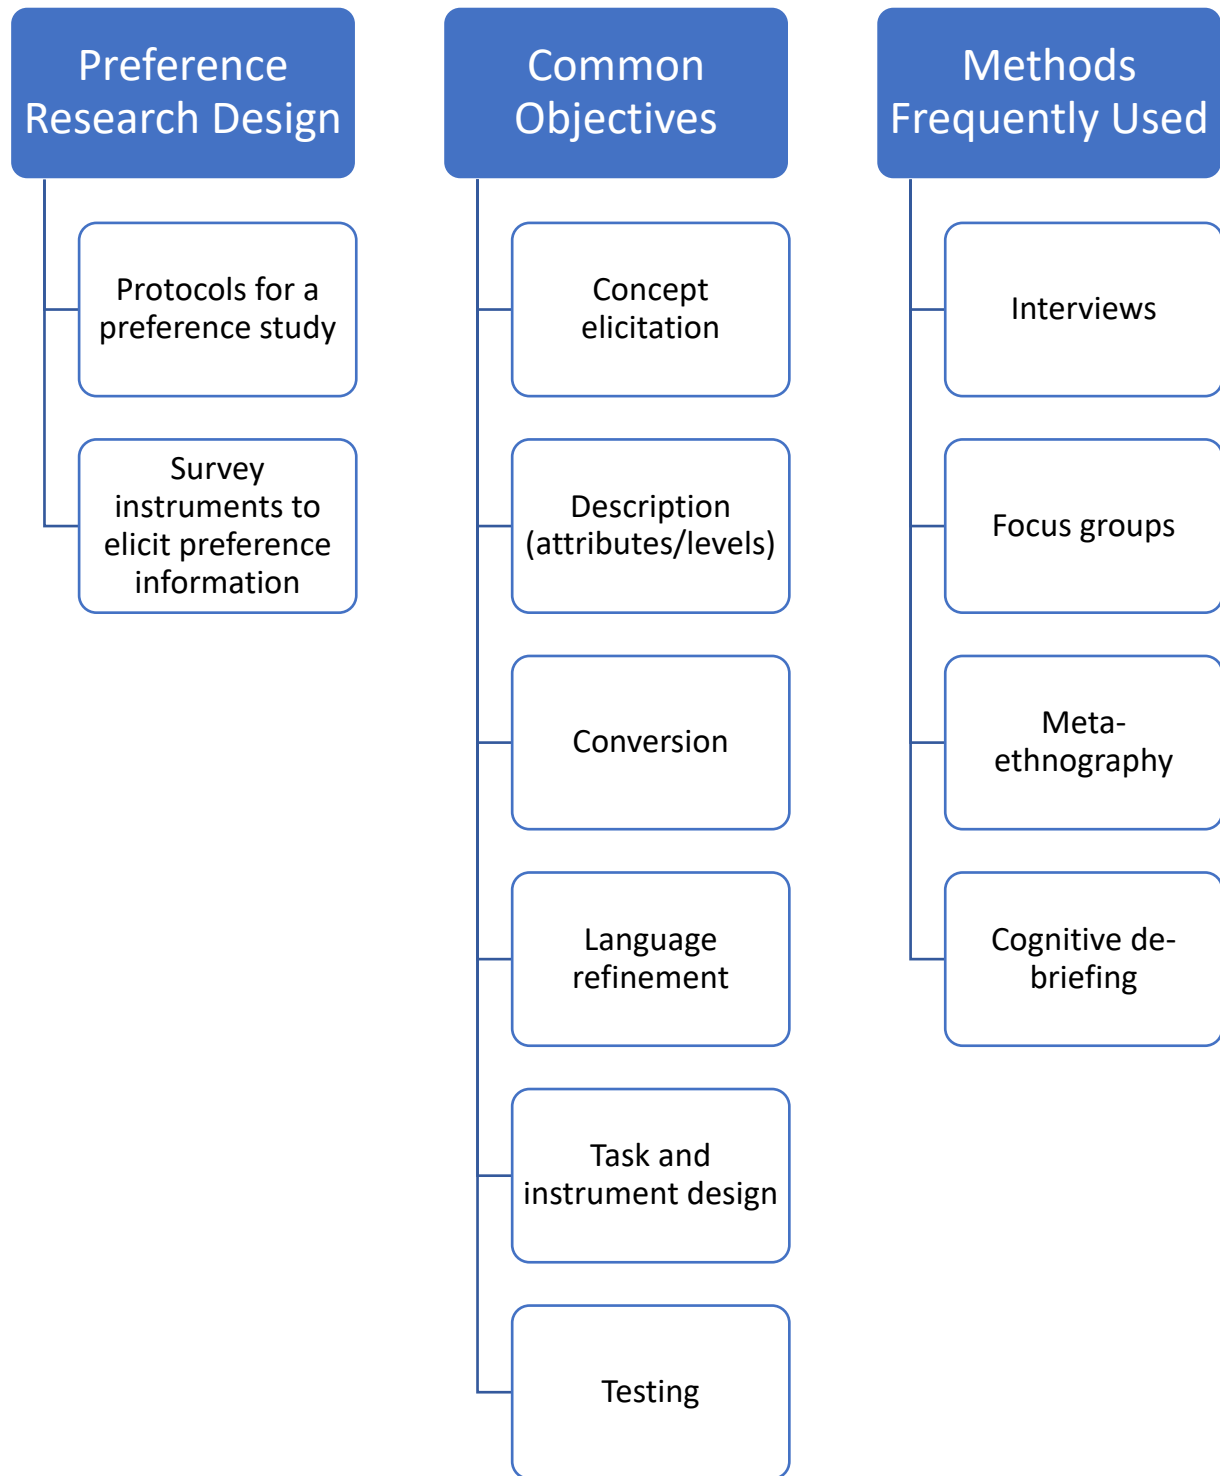 Preference
Research Design
Protocols for a
preference study
Survey
instruments to
elicit preference
information
Common
Objectives
Concept
elicitation
Description
(attributes/levels)
Conversion
Language
refinement
Task and
instrument design
Testing
Methods
Frequently Used
Interviews
Focus groups
Meta-
ethnography
Cognitive de-
briefing